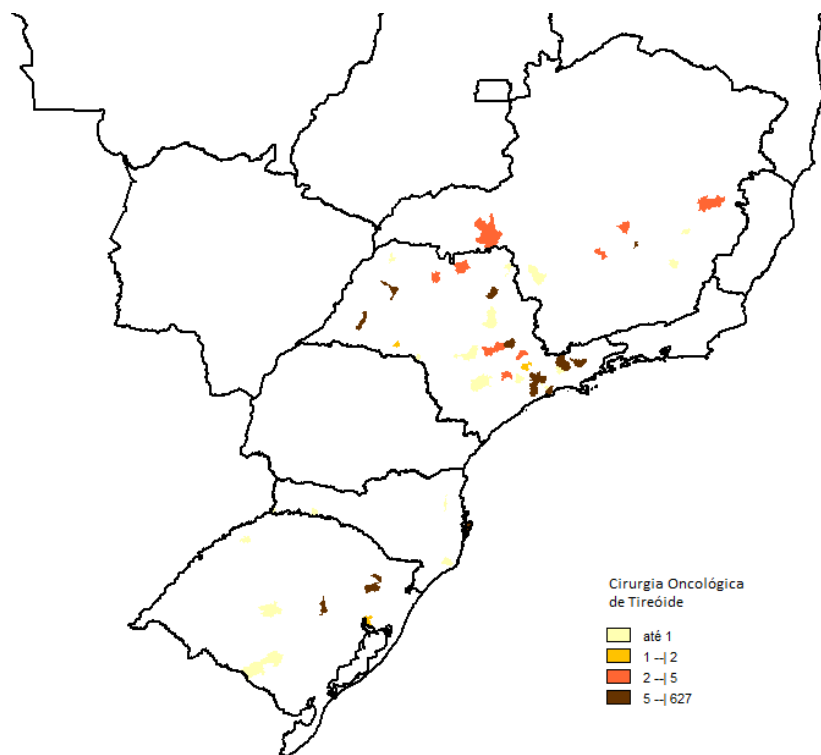 Cirurgia Oncológica
de Tireóide
até 1
1 --| 2
2 --| 5
5 --| 627